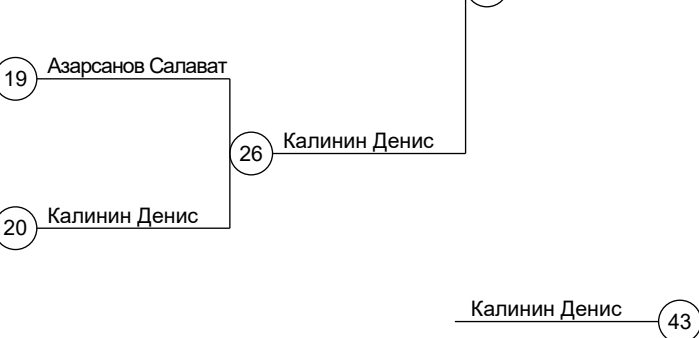 19 Азарсанов Салават
26 Калинин Денис
20 Калинин Денис
Калинин Денис 43